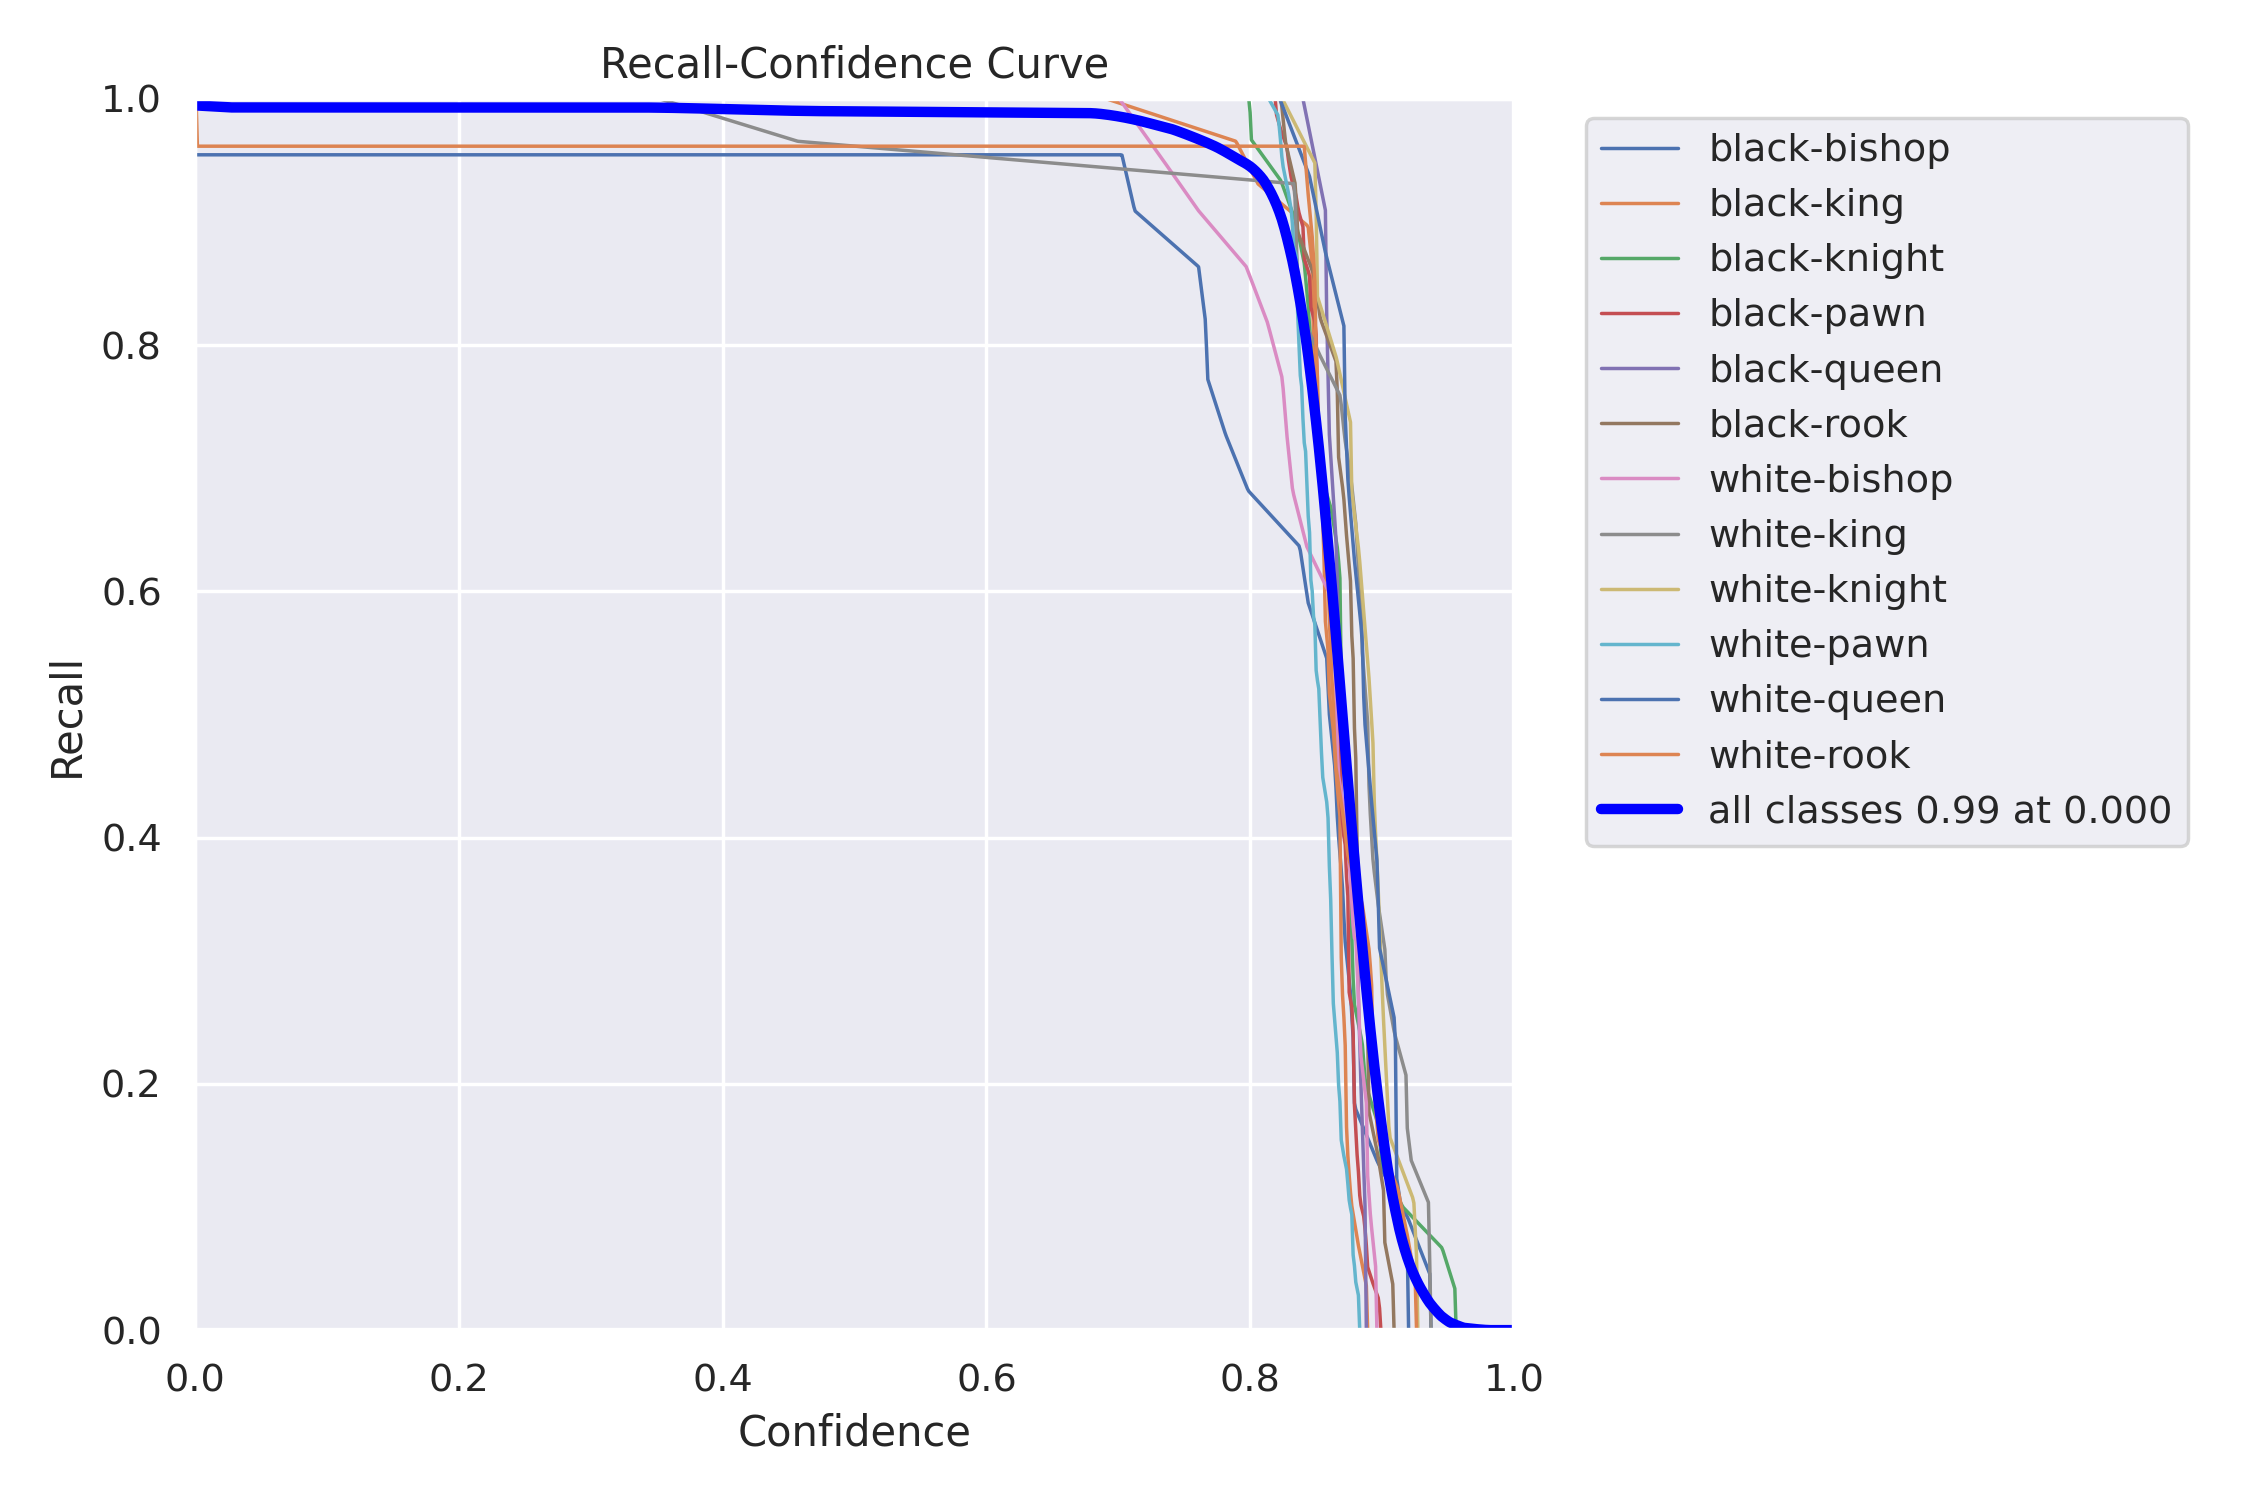 Recall-Confidence Curve
1.0
0.8
0.6
0.4
0.2
0.0
Recall
0.0 0.2 0.4 0.6 0.8 1.0
Confidence
black-bishop
black-king
black-knight
black-pawn
black-queen
black-rook
white-bishop
white-king
white-knight
white-pawn
white-queen
white-rook
all classes 0.99 at 0.000